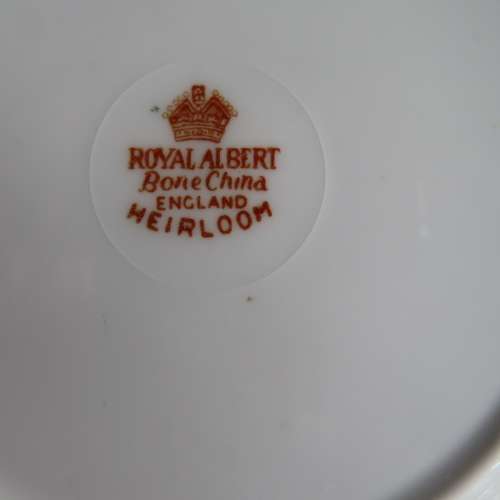 ROYAL ALBERT
Bone China
ENGLAND
HEIRLOOM